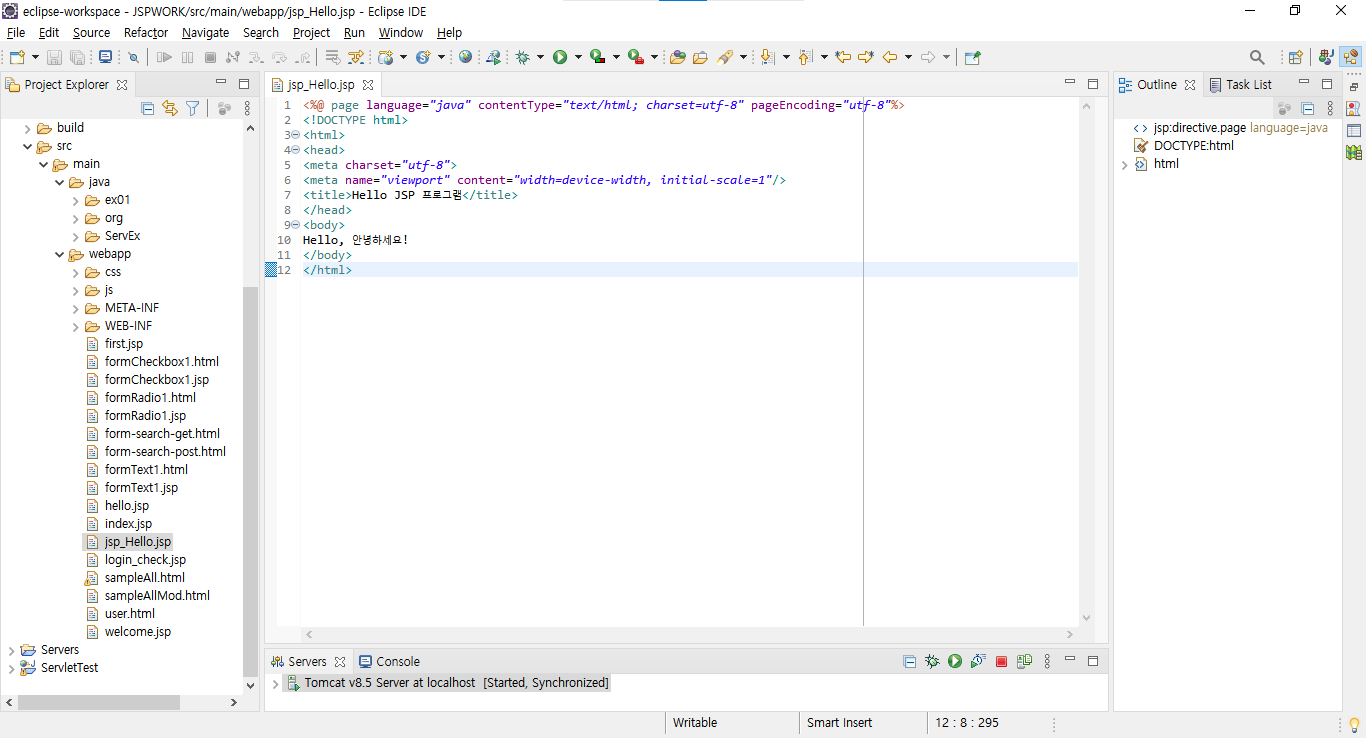 eclipse-workspace - JSPWORK/src/main/webapp/jsp_Hello.jsp - Eclipse IDE
File Edit Source Refactor Navigate Search Project Run Window Help
Project Explorer
build
src
main
java
ex01
org
ServEx
webapp
css
js
META-INF
WEB-INF
first.jsp
formCheckbox1.html
formCheckbox1.jsp
formRadio1.html
formRadio1.jsp
form-search-get.html
form-search-post.html
formText1.html
formText1.jsp
hello.jsp
index.jsp
jsp_Hello.jsp
login_check.jsp
sampleAll.html
sampleAllMod.html
user.html
welcome.jsp
Servers
ServletTest
jsp_Hello.jsp
1 <%@ page language="java" contentType="text/html; charset=utf-8" pageEncoding="utf-8"%>
2 <!DOCTYPE html>
3 <html>
4 <head>
5 <meta charset="utf-8">
6 <meta name="viewport" content="width=device-width, initial-scale=1"/>
7 <title>Hello JSP 프로그램</title>
8 </head>
9 <body>
10 Hello, 안녕하세요!
11 </body>
12 </html>
Servers Console
Tomcat v8.5 Server at localhost [Started, Synchronized]
Outline Task List
jsp:directive.page language=java
DOCTYPE:html
html
Writable Smart Insert 12 : 8 : 295